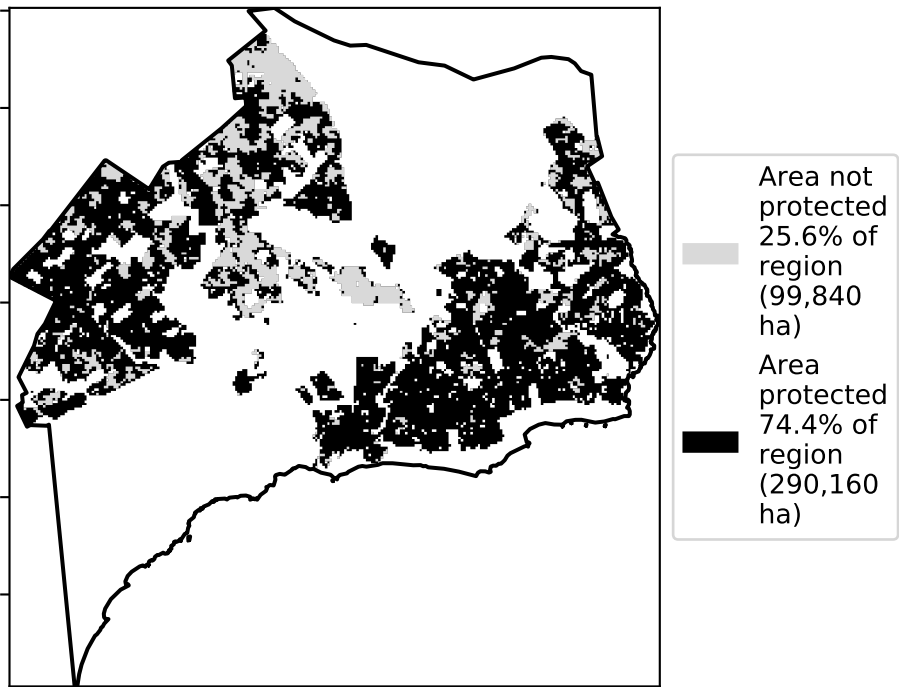 Area not
protected
25.6% of
region
(99,840
ha)
Area
protected
74.4% of
region
(290,160
ha)